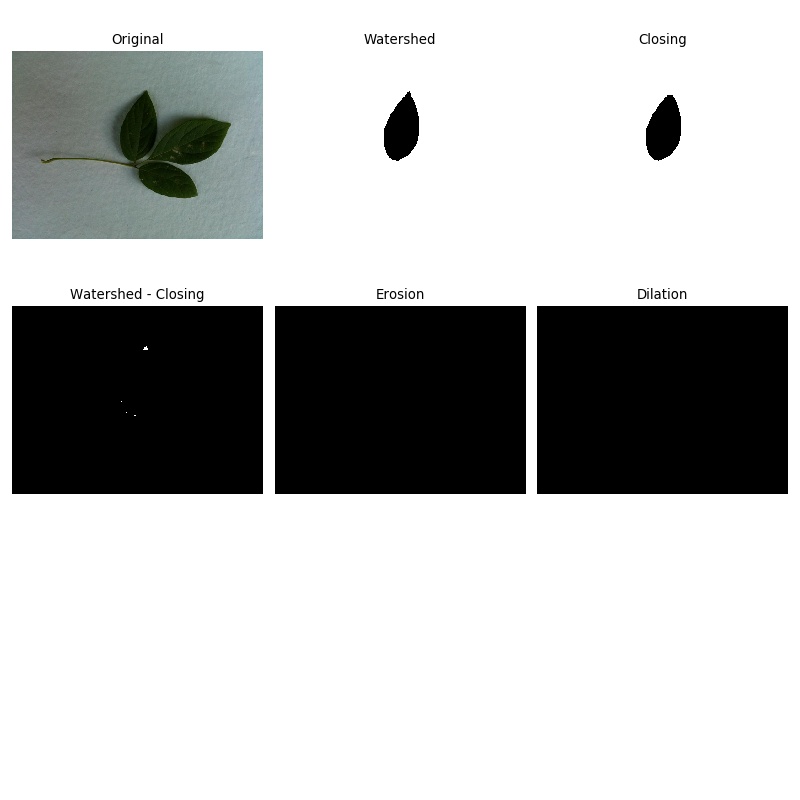 Original
Watershed
Closing
Watershed - Closing
Erosion
Dilation